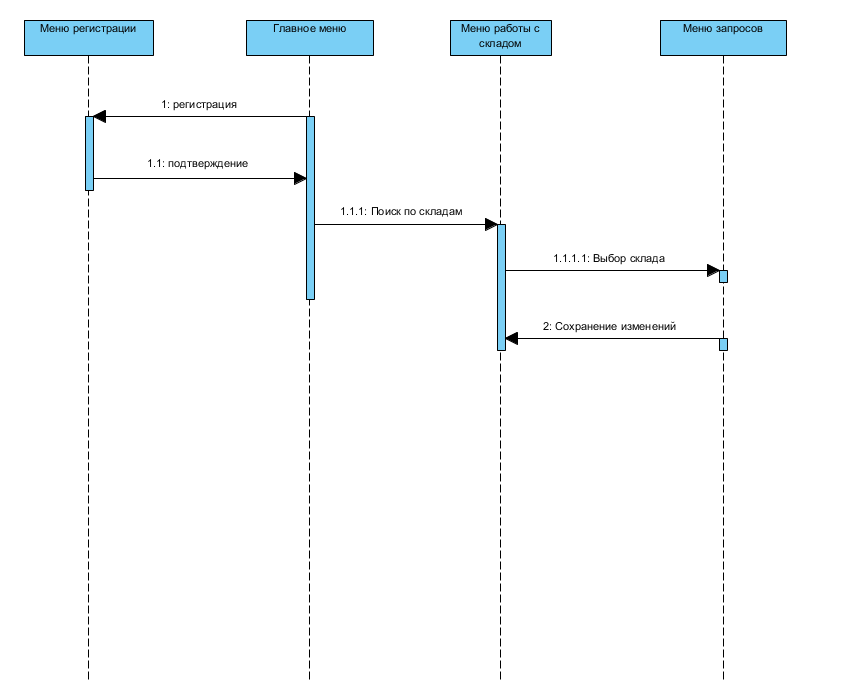 Меню регистрации
Главное меню
Меню работы с
складом
Меню запросов
1: регистрация
1.1: подтверждение
1.1.1: Поиск по складам
1.1.1.1: Выбор склада
2: Сохранение изменений